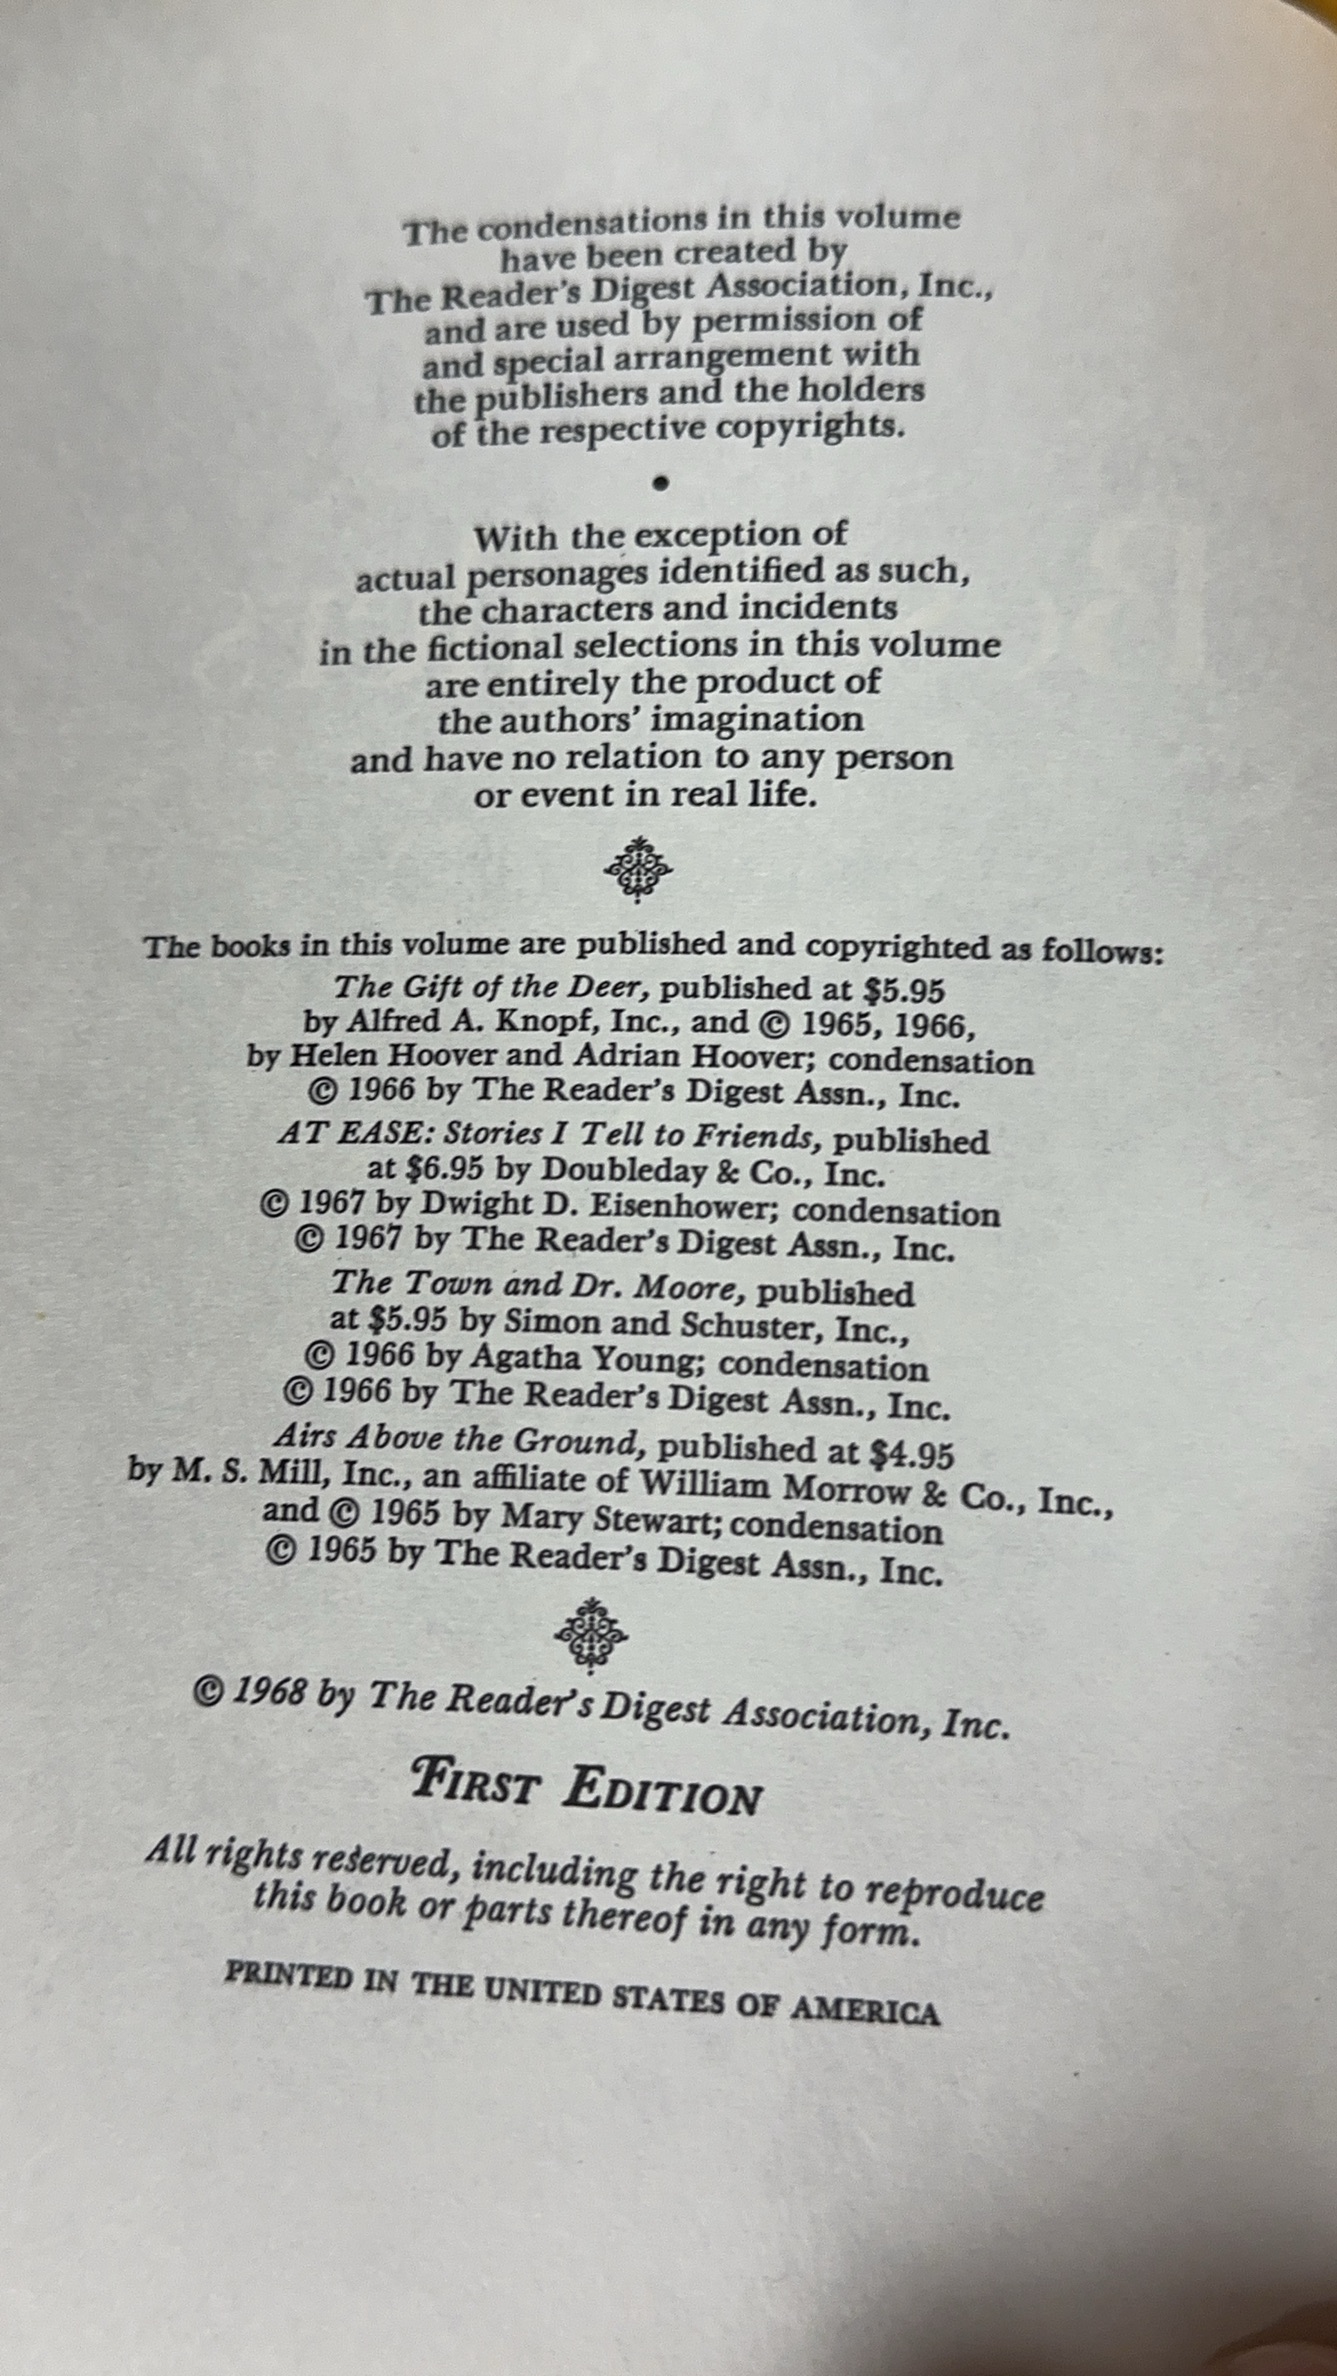 The condensations in this volume
have been created by
The Reader's Digest Association, Inc.,
and are used by permission of
and special arrangement with
the publishers and the holders
of the respective copyrights.
•
With the exception of
actual personages identified as such,
the characters and incidents
in the fictional selections in this volume
are entirely the product of
the authors' imagination
and have no relation to any person
or event in real life.
The books in this volume are published and copyrighted as follows:
The Gift of the Deer, published at $5.95
by Alfred A. Knopf, Inc., and © 1965, 1966,
by Helen Hoover and Adrian Hoover; condensation
© 1966 by The Reader's Digest Assn., Inc.
AT EASE: Stories I Tell to Friends, published
at $6.95 by Doubleday & Co., Inc.
© 1967 by Dwight D. Eisenhower; condensation
© 1967 by The Reader's Digest Assn., Inc.
The Town and Dr. Moore, published
at $5.95 by Simon and Schuster, Inc.,
© 1966 by Agatha Young; condensation
© 1966 by The Reader's Digest Assn., Inc.
Airs Above the Ground, published at $4.95
by M. S. Mill, Inc., an affiliate of William Morrow & Co., Inc.,
and © 1965 by Mary Stewart; condensation
© 1965 by The Reader's Digest Assn., Inc.
© 1968 by The Reader's Digest Association, Inc.
FIRST EDITION
All rights reserved, including the right to reproduce
this book or parts thereof in any form.
PRINTED IN THE UNITED STATES OF AMERICA